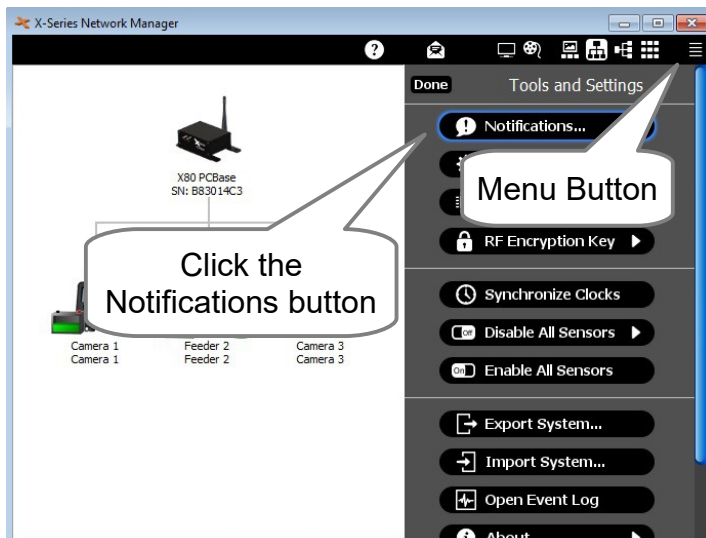 X-Series Network Manager
?
Done
Tools and Settings
Notifications...
Menu Button
X80 PCBase
SN: B83014C3
RF Encryption Key
Click the
Notifications button
Synchronize Clocks
Off
Disable All Sensors
On
Enable All Sensors
Camera 1
Feeder 2
Camera 3
Camera 1
Feeder 2
Camera 3
Export System...
Import System...
Open Event Log
About